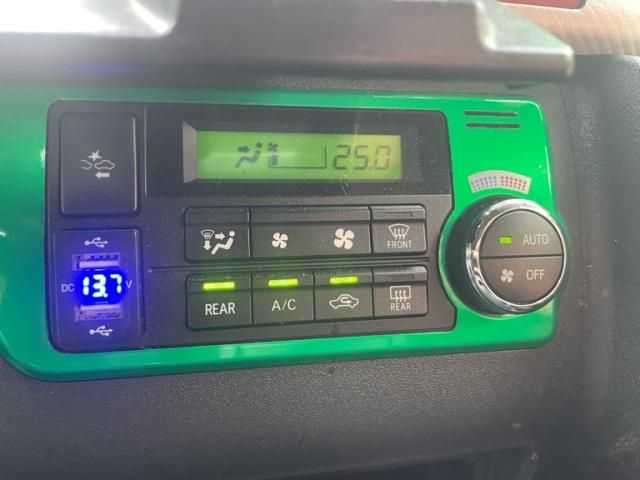 25.0
FRONT
AUTO
OFF
DC 13.7 V
REAR
A/C
REAR